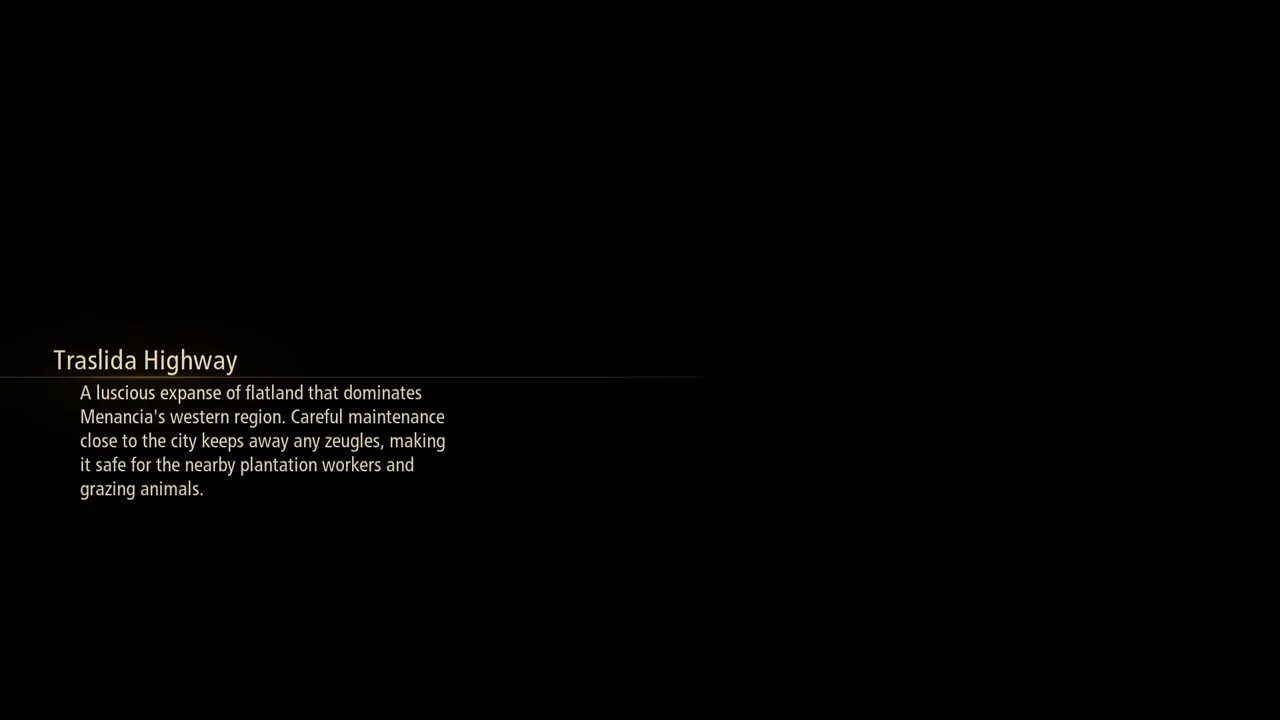 Traslida Highway
A luscious expanse of flatland that dominates
Menancia's western region. Careful maintenance
close to the city keeps away any zeugles, making
it safe for the nearby plantation workers and
grazing animals.